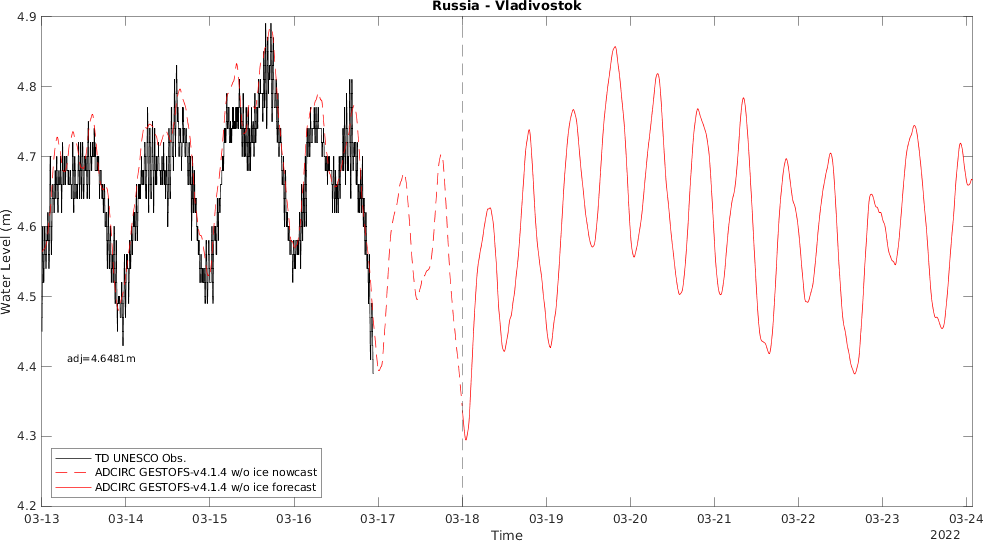 Russia - Vladivostok
4.9
4.8
4.7
4.6
4.5
4.4
4.3
4.2
Water Level (m)
adj=4.6481m
TD UNESCO Obs.
ADCIRC GESTOFS-v4.1.4 w/o ice nowcast
ADCIRC GESTOFS-v4.1.4 w/o ice forecast
03-13 03-14 03-15 03-16 03-17 03-18 03-19 03-20 03-21 03-22 03-23 03-24
Time
2022